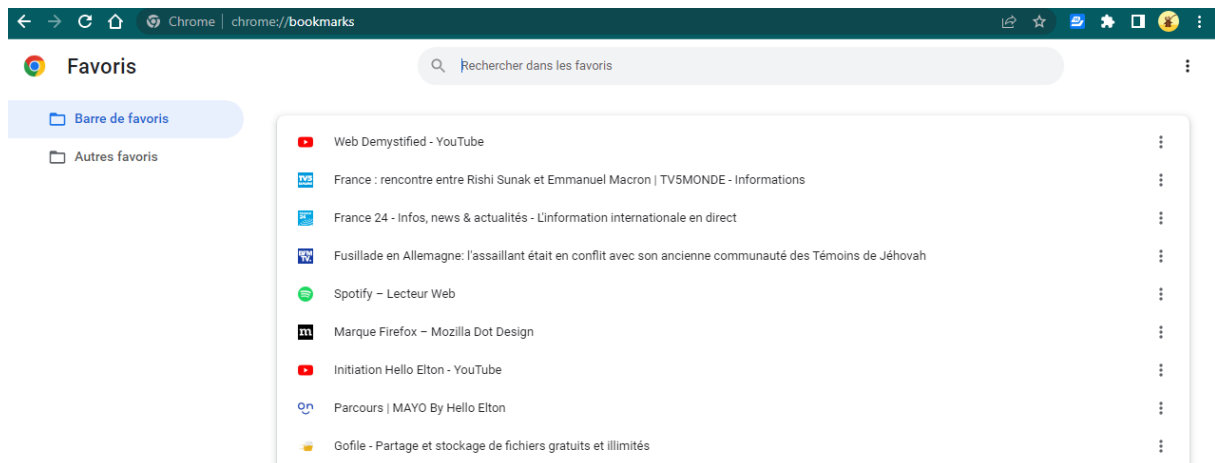 Chrome | chrome://bookmarks
Favoris
Rechercher dans les favoris
Barre de favoris
Autres favoris
Web Demystified - YouTube
TV5 France : rencontre entre Rishi Sunak et Emmanuel Macron | TV5MONDE - Informations
France 24 - Infos, news & actualités - L'information internationale en direct
BFM TV. Fusillade en Allemagne: l'assaillant était en conflit avec son ancienne communauté des Témoins de Jéhovah
Spotify – Lecteur Web
m Marque Firefox – Mozilla Dot Design
Initiation Hello Elton - YouTube
on Parcours | MAYO By Hello Elton
Gofile - Partage et stockage de fichiers gratuits et illimités